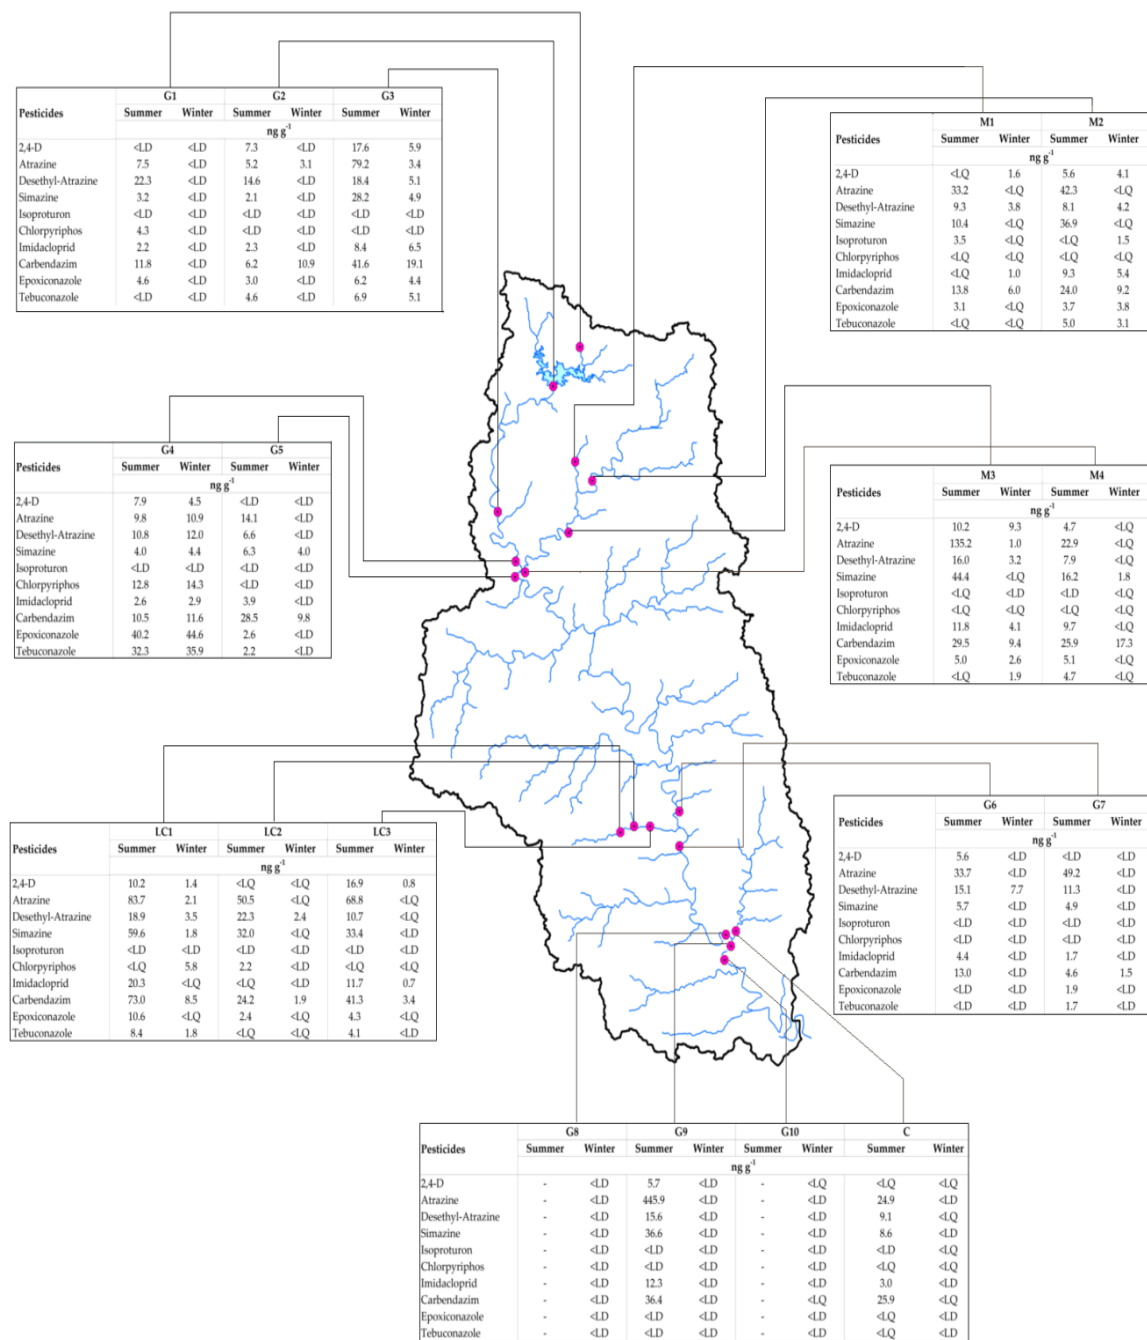 G1 G2 G3
Pesticides Summer Winter Summer Winter Summer Winter
ng g-1
2,4-D <LD <LD 7.3 <LD 17.6 5.9
Atrazine 7.5 <LD 5.2 3.1 79.2 3.4
Desethyl-Atrazine 22.3 <LD 14.6 <LD 18.4 5.1
Simazine 3.2 <LD 2.1 <LD 28.2 4.9
Isoproturon <LD <LD <LD <LD <LD <LD
Chlorpyriphos 4.3 <LD <LD <LD <LD <LD
Imidacloprid 2.2 <LD 2.3 <LD 8.4 6.5
Carbendazim 11.8 <LD 6.2 10.9 41.6 19.1
Epoxiconazole 4.6 <LD 3.0 <LD 6.2 4.4
Tebuconazole <LD <LD 4.6 <LD 6.9 5.1
M1 M2
Pesticides Summer Winter Summer Winter
ng g-1
2,4-D <LQ 1.6 5.6 4.1
Atrazine 33.2 <LQ 42.3 <LQ
Desethyl-Atrazine 9.3 3.8 8.1 4.2
Simazine 10.4 <LQ 36.9 <LQ
Isoproturon 3.5 <LQ <LQ 1.5
Chlorpyriphos <LQ <LQ <LQ <LQ
Imidacloprid <LQ 1.0 9.3 5.4
Carbendazim 13.8 6.0 24.0 9.2
Epoxiconazole 3.1 <LQ 3.7 3.8
Tebuconazole <LQ <LQ 5.0 3.1
G4 G5
Pesticides Summer Winter Summer Winter
ng g-1
2,4-D 7.9 4.5 <LD <LD
Atrazine 9.8 10.9 14.1 <LD
Desethyl-Atrazine 10.8 12.0 6.6 <LD
Simazine 4.0 4.4 6.3 4.0
Isoproturon <LD <LD <LD <LD
Chlorpyriphos 12.8 14.3 <LD <LD
Imidacloprid 2.6 2.9 3.9 <LD
Carbendazim 10.5 11.6 28.5 9.8
Epoxiconazole 40.2 44.6 2.6 <LD
Tebuconazole 32.3 35.9 2.2 <LD
M3 M4
Pesticides Summer Winter Summer Winter
ng g-1
2,4-D 10.2 9.3 4.7 <LQ
Atrazine 135.2 1.0 22.9 <LQ
Desethyl-Atrazine 16.0 3.2 7.9 <LQ
Simazine 44.4 <LQ 16.2 1.8
Isoproturon <LQ <LD <LD <LQ
Chlorpyriphos <LQ <LQ <LQ <LQ
Imidacloprid 11.8 4.1 9.7 <LQ
Carbendazim 29.5 9.4 25.9 17.3
Epoxiconazole 5.0 2.6 5.1 <LQ
Tebuconazole <LQ 1.9 4.7 <LQ
LC1 LC2 LC3
Pesticides Summer Winter Summer Winter Summer Winter
ng g-1
2,4-D 10.2 1.4 <LQ <LQ 16.9 0.8
Atrazine 83.7 2.1 50.5 <LQ 68.8 <LQ
Desethyl-Atrazine 18.9 3.5 22.3 2.4 10.7 <LQ
Simazine 59.6 1.8 32.0 <LQ 33.4 <LD
Isoproturon <LD <LD <LD <LD <LD <LD
Chlorpyriphos <LQ 5.8 2.2 <LD <LQ <LQ
Imidacloprid 20.3 <LQ <LQ <LD 11.7 0.7
Carbendazim 73.0 8.5 24.2 1.9 41.3 3.4
Epoxiconazole 10.6 <LQ 2.4 <LQ 4.3 <LQ
Tebuconazole 8.4 1.8 <LQ <LQ 4.1 <LD
G6 G7
Pesticides Summer Winter Summer Winter
ng g-1
2,4-D 5.6 <LD <LD <LD
Atrazine 33.7 <LD 49.2 <LD
Desethyl-Atrazine 15.1 7.7 11.3 <LD
Simazine 5.7 <LD 4.9 <LD
Isoproturon <LD <LD <LD <LD
Chlorpyriphos <LD <LD <LD <LD
Imidacloprid 4.4 <LD 1.7 <LD
Carbendazim 13.0 <LD 4.6 1.5
Epoxiconazole <LD <LD 1.9 <LD
Tebuconazole <LD <LD 1.7 <LD
G8 G9 G10 C
Pesticides Summer Winter Summer Winter Summer Winter Summer Winter
ng g-1
2,4-D - <LD 5.7 <LD - <LQ <LQ <LQ
Atrazine - <LD 445.9 <LD - <LD 24.9 <LD
Desethyl-Atrazine - <LD 15.6 <LD - <LD 9.1 <LQ
Simazine - <LD 36.6 <LD - <LD 8.6 <LD
Isoproturon - <LD <LD <LD - <LD <LD <LQ
Chlorpyriphos - <LD <LD <LD - <LD <LQ <LQ
Imidacloprid - <LD 12.3 <LD - <LD 3.0 <LD
Carbendazim - <LD 36.4 <LD - <LQ 25.9 <LQ
Epoxiconazole - <LD <LD <LD - <LD <LQ <LD
Tebuconazole - <LD <LD <LD - <LD <LQ <LD